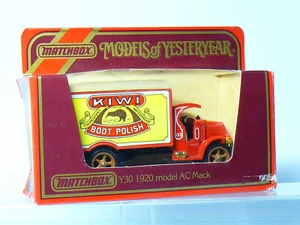 MATCHBOX
MODELS of YESTERYEAR
KIWI
BOOT POLISH
MATCHBOX
Y30 1920 model AC Mack